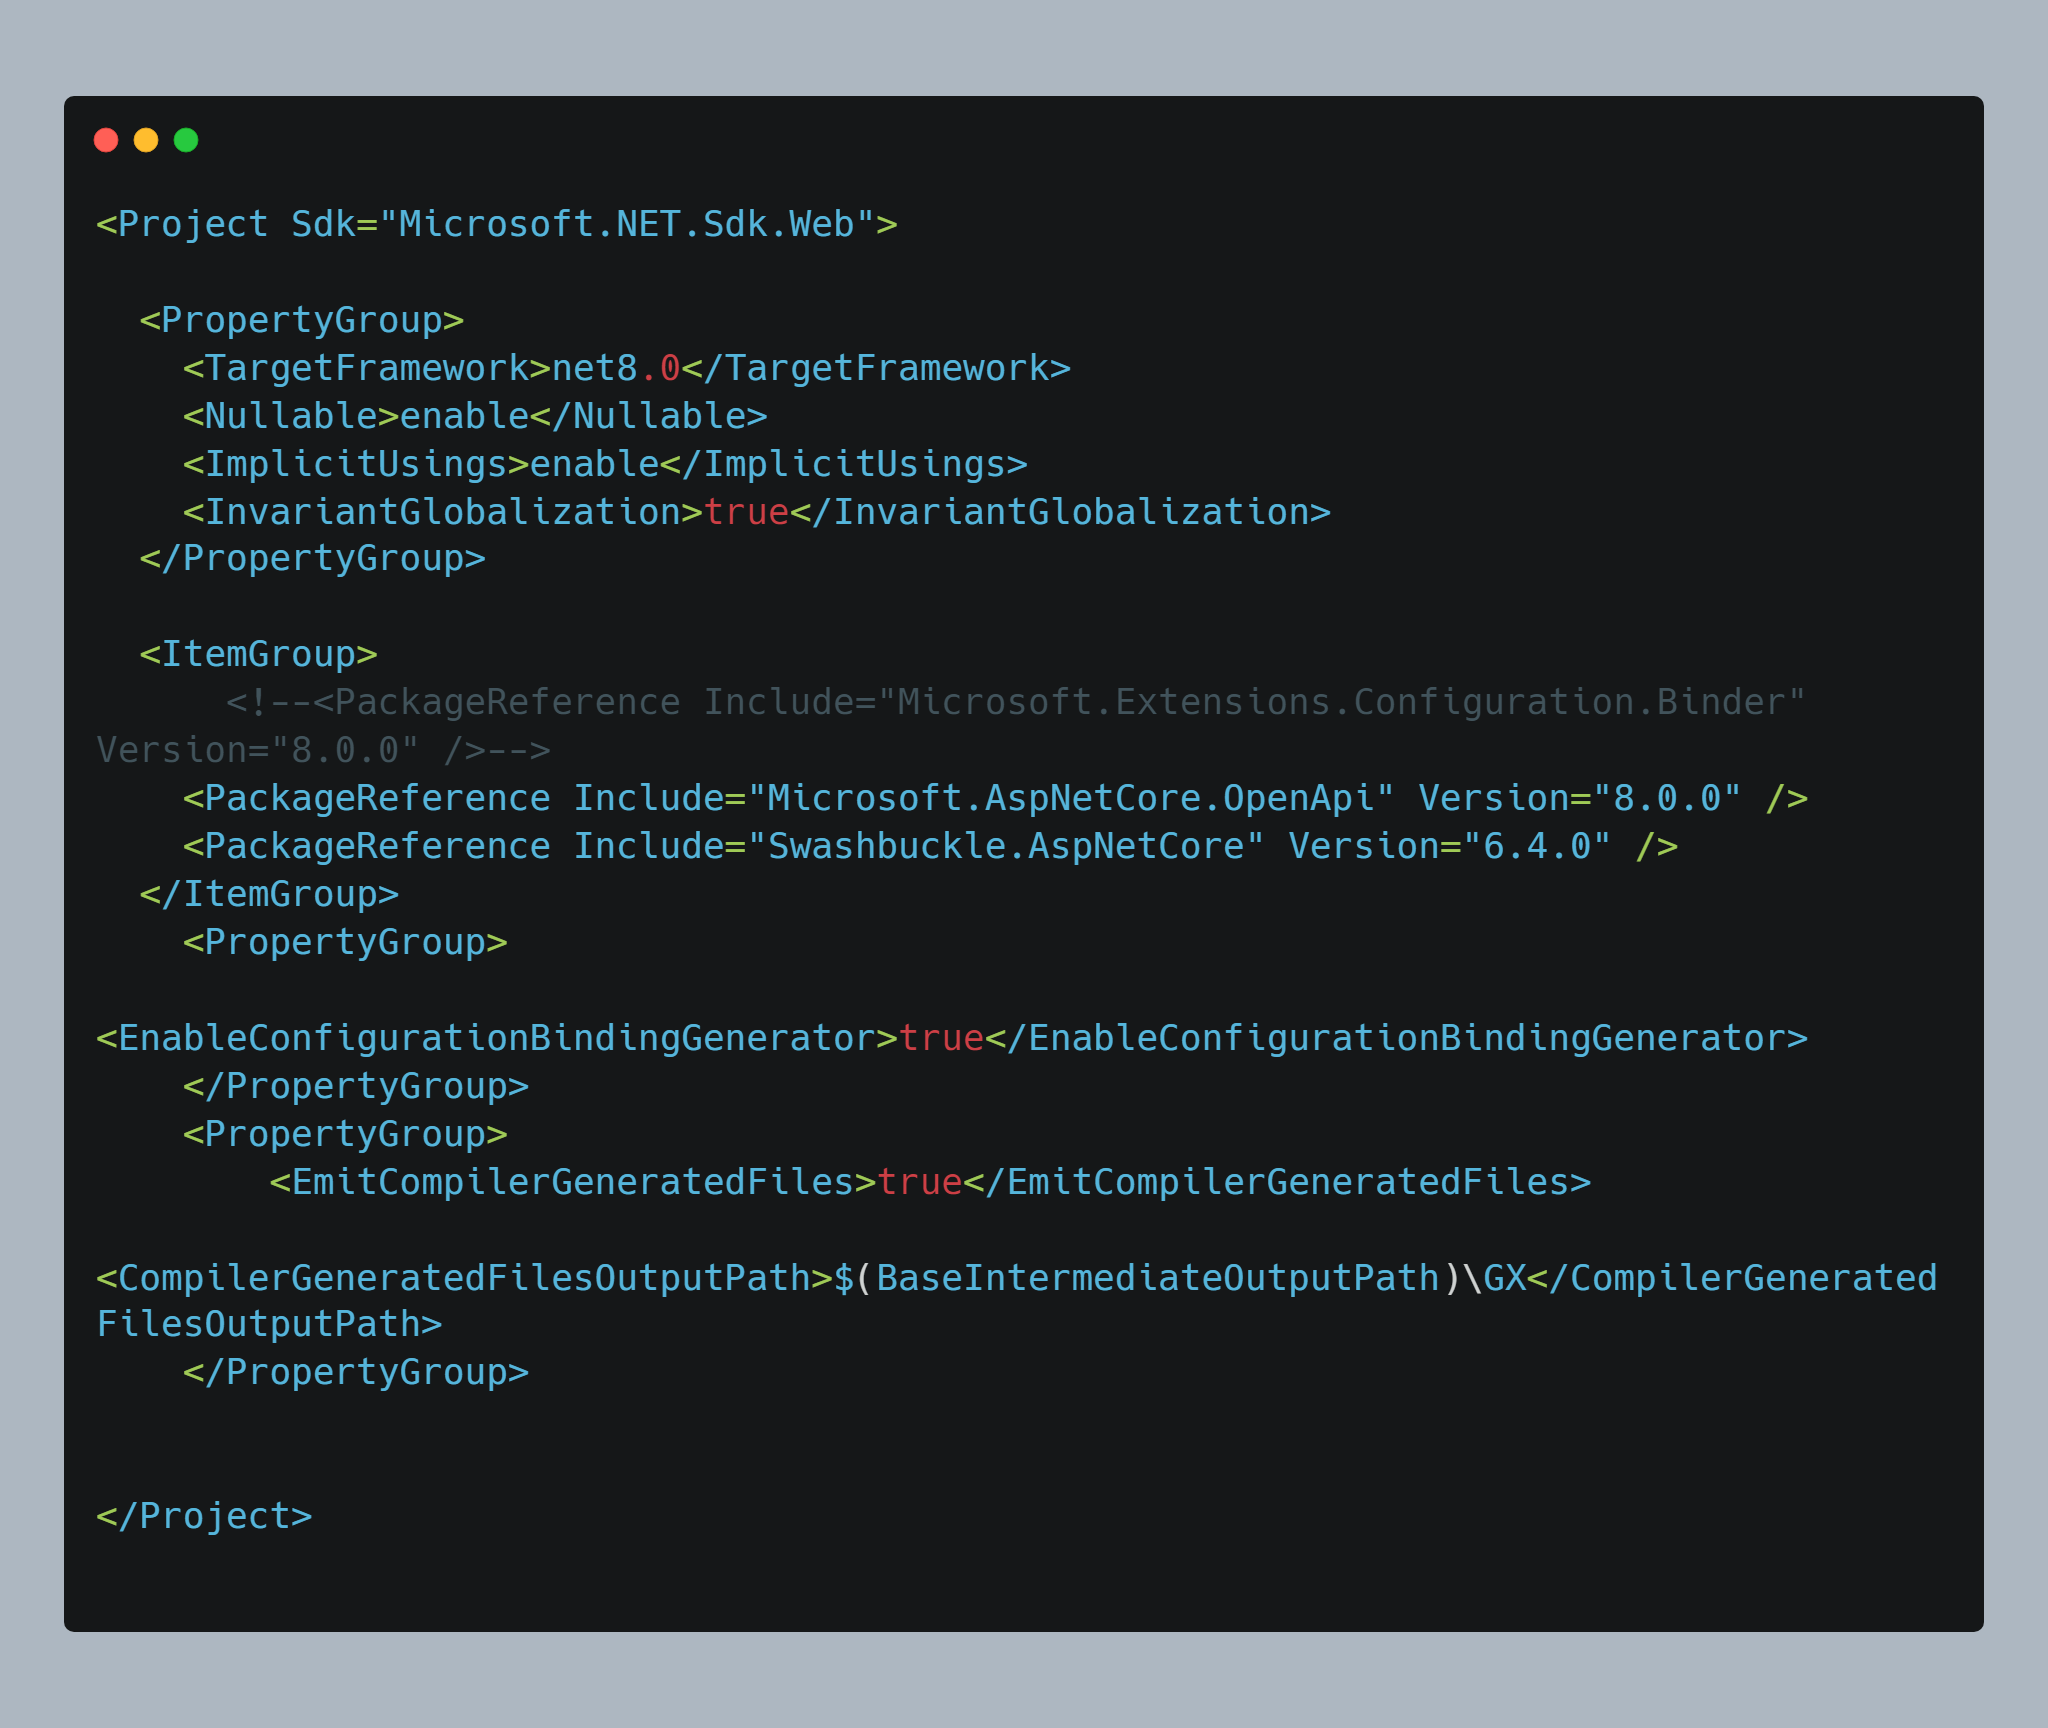 <Project Sdk="Microsoft.NET.Sdk.Web">
<PropertyGroup>
<TargetFramework>net8.0</TargetFramework>
<Nullable>enable</Nullable>
<ImplicitUsings>enable</ImplicitUsings>
<InvariantGlobalization>true</InvariantGlobalization>
</PropertyGroup>
<ItemGroup>
<!--<PackageReference Include="Microsoft.Extensions.Configuration.Binder"
Version="8.0.0" />-->
<PackageReference Include="Microsoft.AspNetCore.OpenApi" Version="8.0.0" />
<PackageReference Include="Swashbuckle.AspNetCore" Version="6.4.0" />
</ItemGroup>
<PropertyGroup>
<EnableConfigurationBindingGenerator>true</EnableConfigurationBindingGenerator>
</PropertyGroup>
<PropertyGroup>
<EmitCompilerGeneratedFiles>true</EmitCompilerGeneratedFiles>
<CompilerGeneratedFilesOutputPath>$(BaseIntermediateOutputPath)\GX</CompilerGenerated
FilesOutputPath>
</PropertyGroup>
</Project>